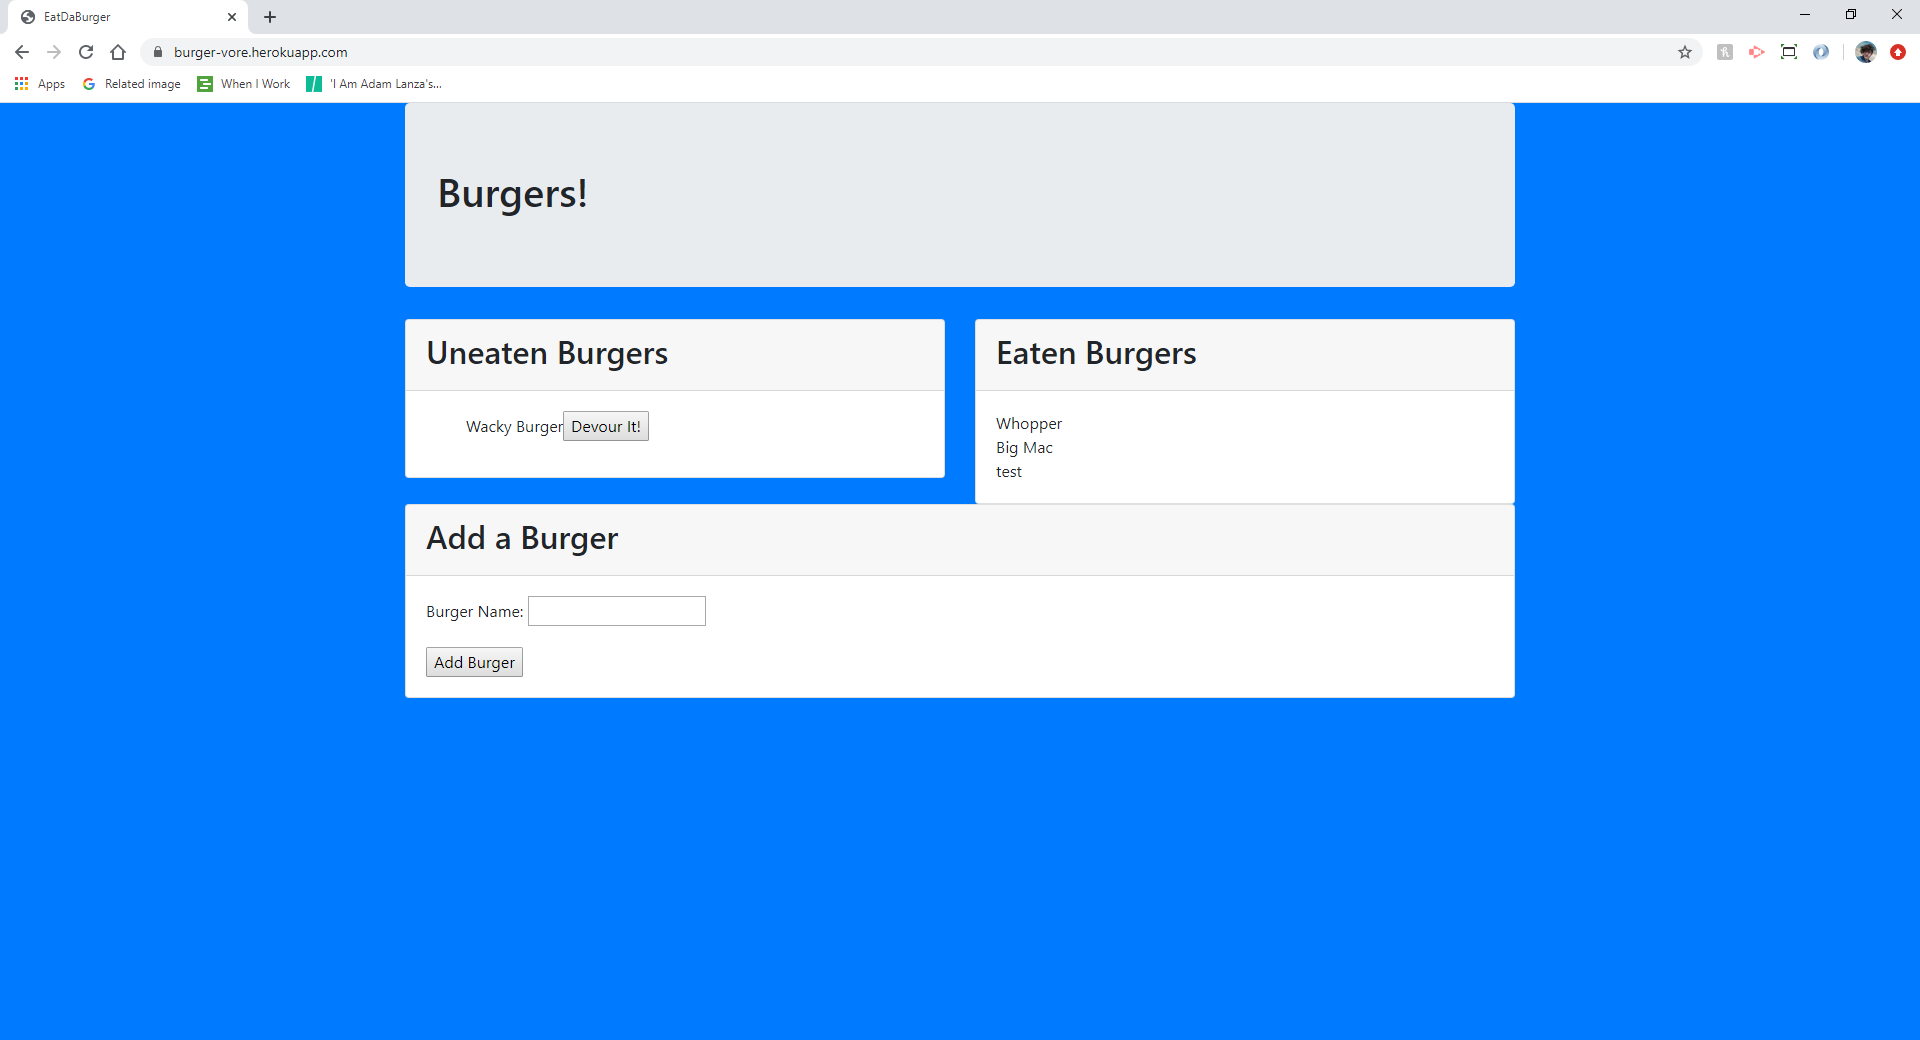 EatDaBurger
burger-vore.herokuapp.com
Apps Related image When I Work 'I Am Adam Lanza's...
Burgers!
Uneaten Burgers
Wacky Burger Devour It!
Eaten Burgers
Whopper
Big Mac
test
Add a Burger
Burger Name:
Add Burger